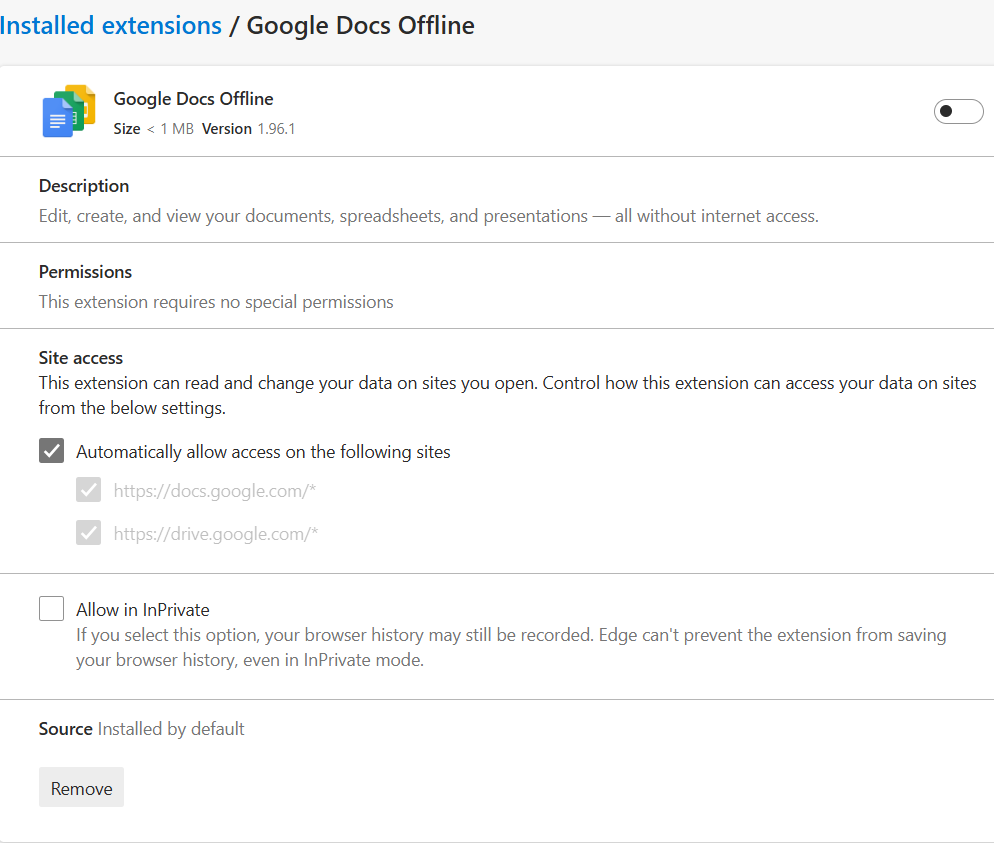 Installed extensions / Google Docs Offline
Google Docs Offline
Size < 1 MB Version 1.96.1
Description
Edit, create, and view your documents, spreadsheets, and presentations — all without internet access.
Permissions
This extension requires no special permissions
Site access
This extension can read and change your data on sites you open. Control how this extension can access your data on sites
from the below settings.
Automatically allow access on the following sites
https://docs.google.com/*
https://drive.google.com/*
Allow in InPrivate
If you select this option, your browser history may still be recorded. Edge can't prevent the extension from saving
your browser history, even in InPrivate mode.
Source Installed by default
Remove